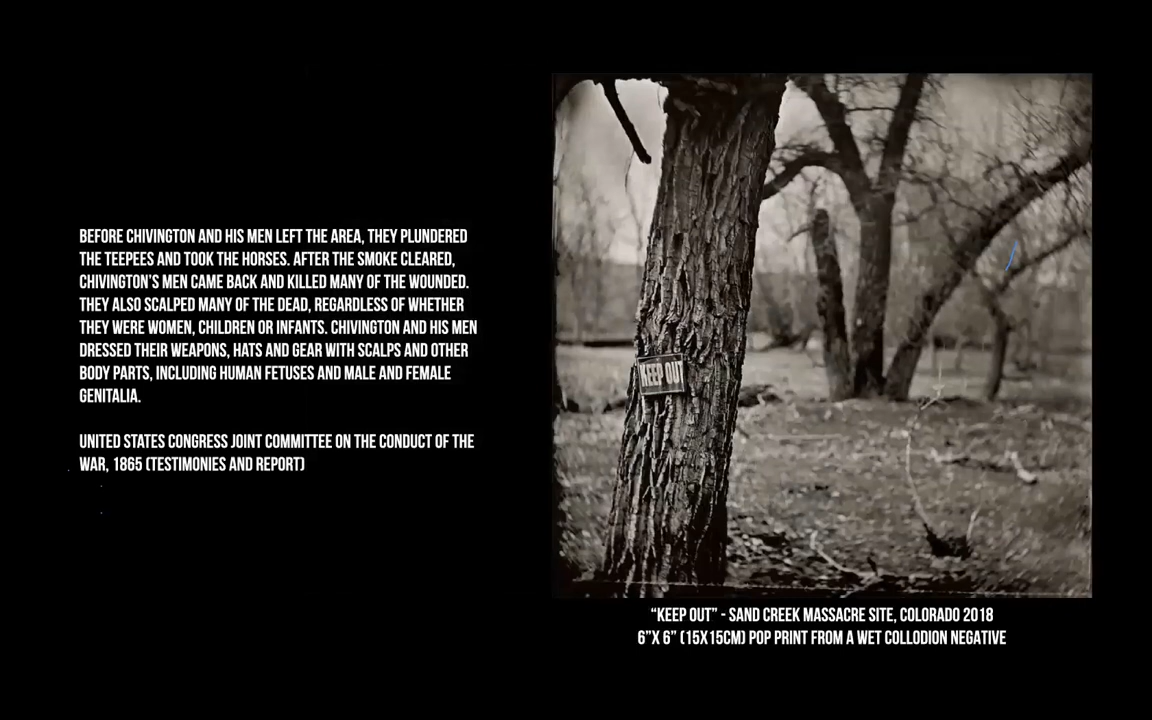 BEFORE CHIVINGTON AND HIS MEN LEFT THE AREA, THEY PLUNDERED
THE TEEPEES AND TOOK THE HORSES. AFTER THE SMOKE CLEARED,
CHIVINGTON'S MEN CAME BACK AND KILLED MANY OF THE WOUNDED.
THEY ALSO SCALPED MANY OF THE DEAD, REGARDLESS OF WHETHER
THEY WERE WOMEN, CHILDREN OR INFANTS. CHIVINGTON AND HIS MEN
DRESSED THEIR WEAPONS, HATS AND GEAR WITH SCALPS AND OTHER
BODY PARTS, INCLUDING HUMAN FETUSES AND MALE AND FEMALE
GENITALIA.
UNITED STATES CONGRESS JOINT COMMITTEE ON THE CONDUCT OF THE
WAR, 1865 (TESTIMONIES AND REPORT)
KEEP OUT
“KEEP OUT” - SAND CREEK MASSACRE SITE, COLORADO 2018
6”X 6” (15X15CM) POP PRINT FROM A WET COLLODION NEGATIVE